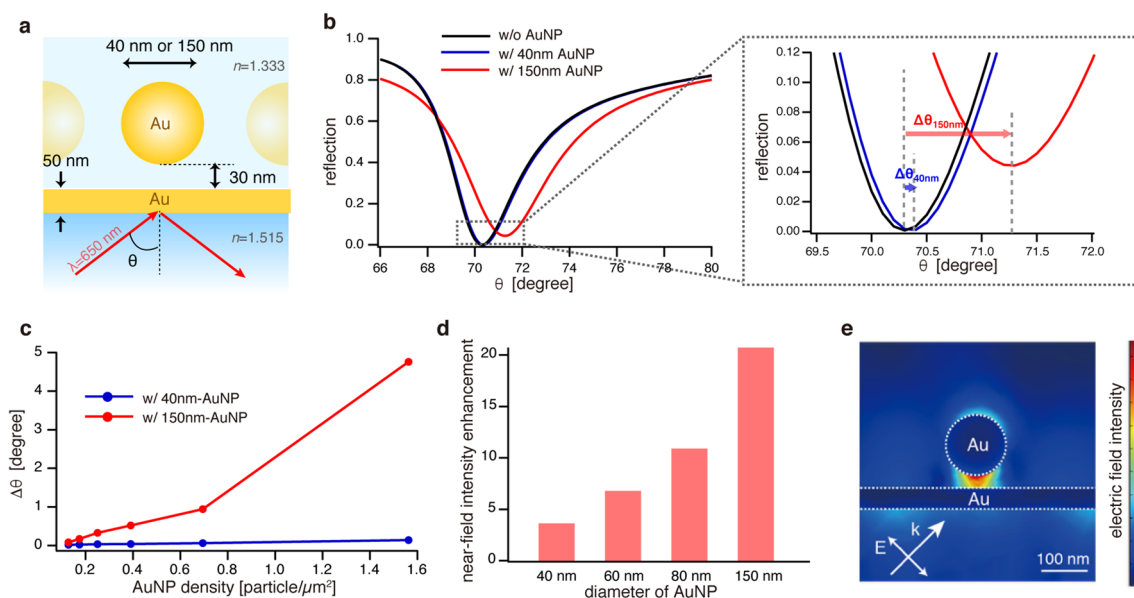 a
40 nm or 150 nm
n=1.333
Au
50 nm
30 nm
Au
n=1.515
λ=650 nm
θ
b
w/o AuNP
w/ 40nm AuNP
w/ 150nm AuNP
reflection
1.0
0.8
0.6
0.4
0.2
0.0
66 68 70 72 74 76 78 80
θ [degree]
reflection
0.12
0.10
0.08
0.06
0.04
0.02
0.00
Δθ150nm
Δθ40nm
69.5 70.0 70.5 71.0 71.5 72.0
θ [degree]
c
Δθ [degree]
5
4
3
2
1
0
w/ 40nm-AuNP
w/ 150nm-AuNP
0.2 0.4 0.6 0.8 1.0 1.2 1.4 1.6
AuNP density [particle/μm²]
d
near-field intensity enhancement
20
15
10
5
0
40 nm 60 nm 80 nm 150 nm
diameter of AuNP
e
Au
Au
E
k
100 nm
electric field intensity